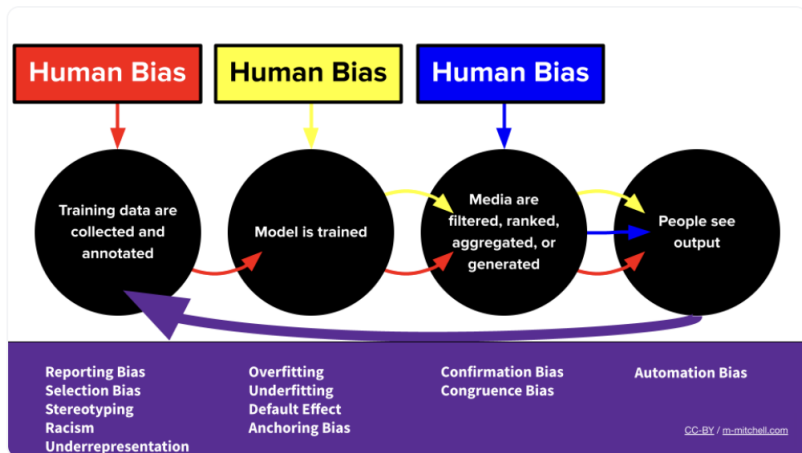 Human Bias
Human Bias
Human Bias
Training data are
collected and
annotated
Model is trained
Media are
filtered, ranked,
aggregated, or
generated
People see
output
Reporting Bias
Selection Bias
Stereotyping
Racism
Underrepresentation
Overfitting
Underfitting
Default Effect
Anchoring Bias
Confirmation Bias
Congruence Bias
Automation Bias
CC-BY / m-mitchell.com